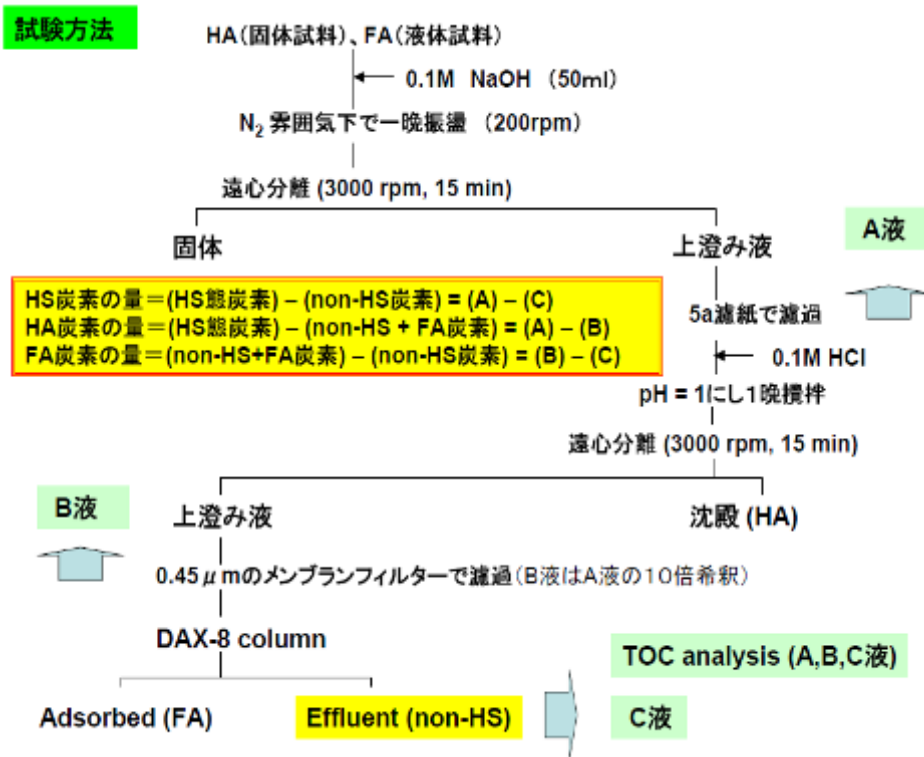 試験方法
HA(固体試料)、FA(液体試料)
0.1M NaOH (50ml)
N2 雰囲気下で一晩振盪 (200rpm)
遠心分離 (3000 rpm, 15 min)
固体
上澄み液
A液
HS炭素の量=(HS態炭素) – (non-HS炭素) = (A) – (C)
HA炭素の量=(HS態炭素) – (non-HS + FA炭素) = (A) – (B)
FA炭素の量=(non-HS+FA炭素) – (non-HS炭素) = (B) – (C)
5a濾紙で濾過
0.1M HCl
pH = 1にし1晩攪拌
遠心分離 (3000 rpm, 15 min)
B液
上澄み液
沈殿 (HA)
0.45μmのメンブランフィルターで濾過(B液はA液の10倍希釈)
DAX-8 column
TOC analysis (A,B,C液)
Adsorbed (FA)
Effluent (non-HS)
C液